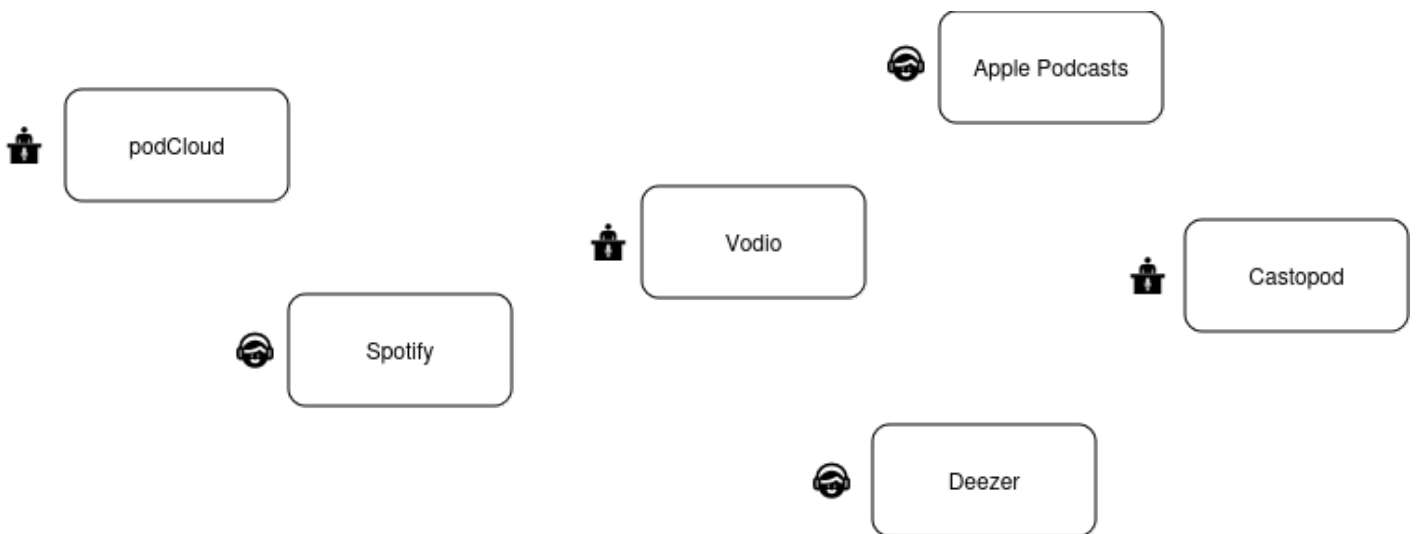 Apple Podcasts
podCloud
Vodio
Castopod
Spotify
Deezer